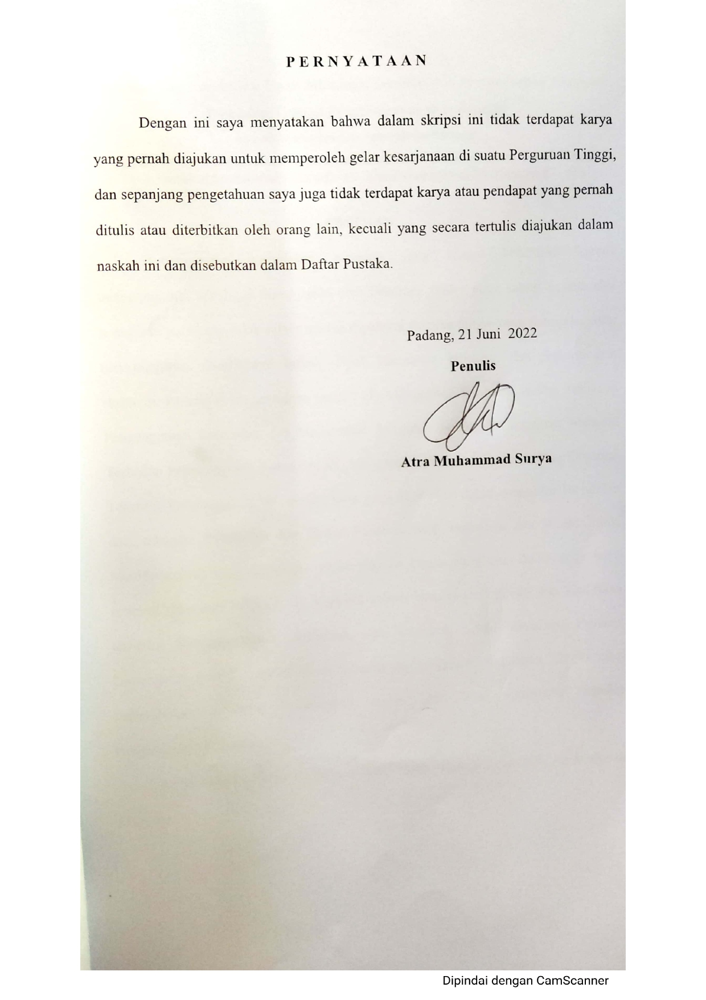 PERNYATAAN
Dengan ini saya menyatakan bahwa dalam skripsi ini tidak terdapat karya
yang pernah diajukan untuk memperoleh gelar kesarjanaan di suatu Perguruan Tinggi,
dan sepanjang pengetahuan saya juga tidak terdapat karya atau pendapat yang pernah
ditulis atau diterbitkan oleh orang lain, kecuali yang secara tertulis diajukan dalam
naskah ini dan disebutkan dalam Daftar Pustaka.
Padang, 21 Juni 2022
Penulis
Atra Muhammad Surya
Dipindai dengan CamScanner